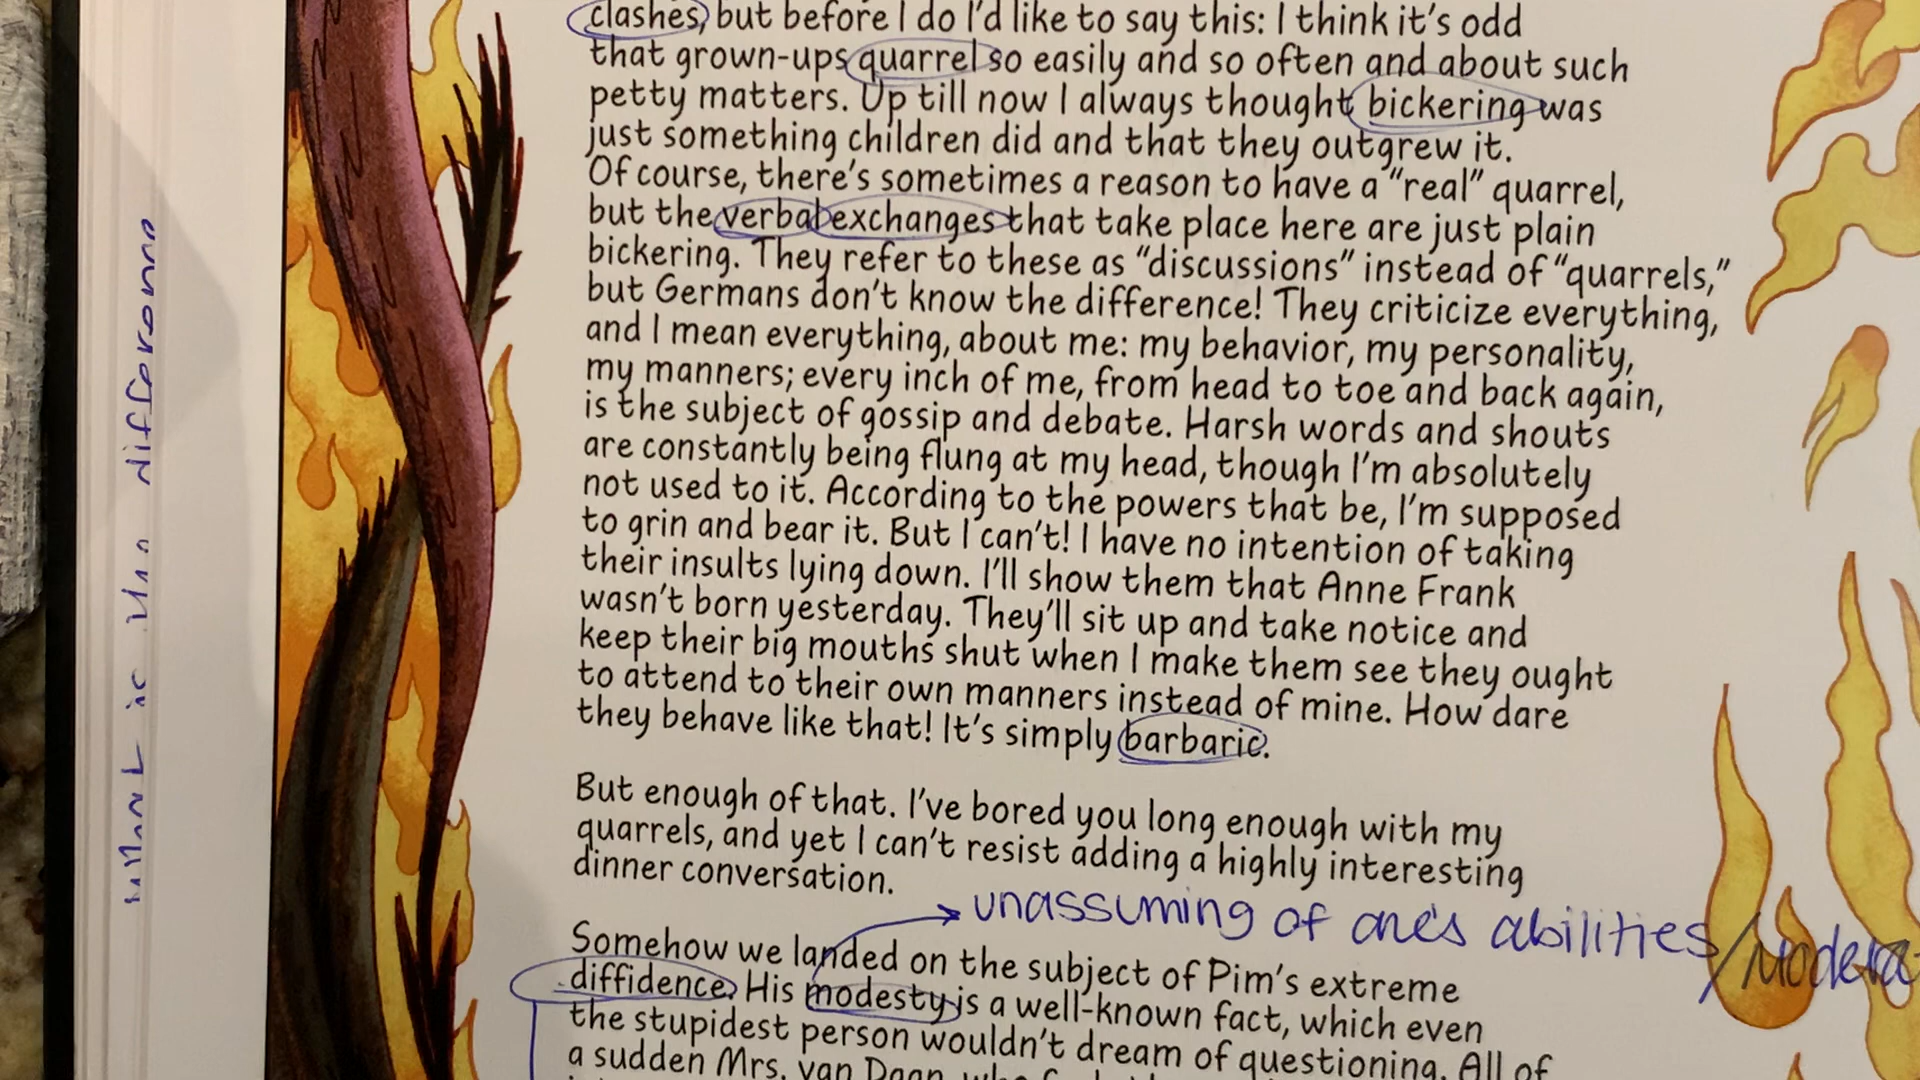 clashes, but before I do I'd like to say this: I think it's odd
that grown-ups quarrel so easily and so often and about such
petty matters. Up till now I always thought bickering was
just something children did and that they outgrew it.
Of course, there's sometimes a reason to have a “real” quarrel,
but the verbal exchanges that take place here are just plain
bickering. They refer to these as “discussions” instead of “quarrels,”
but Germans don't know the difference! They criticize everything,
and I mean everything, about me: my behavior, my personality,
my manners; every inch of me, from head to toe and back again,
is the subject of gossip and debate. Harsh words and shouts
are constantly being flung at my head, though I'm absolutely
not used to it. According to the powers that be, I'm supposed
to grin and bear it. But I can't! I have no intention of taking
their insults lying down. I'll show them that Anne Frank
wasn't born yesterday. They'll sit up and take notice and
keep their big mouths shut when I make them see they ought
to attend to their own manners instead of mine. How dare
they behave like that! It's simply barbaric.
But enough of that. I've bored you long enough with my
quarrels, and yet I can't resist adding a highly interesting
dinner conversation.
unassuming of one's abilities/
Somehow we landed on the subject of Pim's extreme
diffidence. His modesty is a well-known fact, which even
the stupidest person wouldn't dream of questioning. All of
a sudden Mrs. van Daan, who